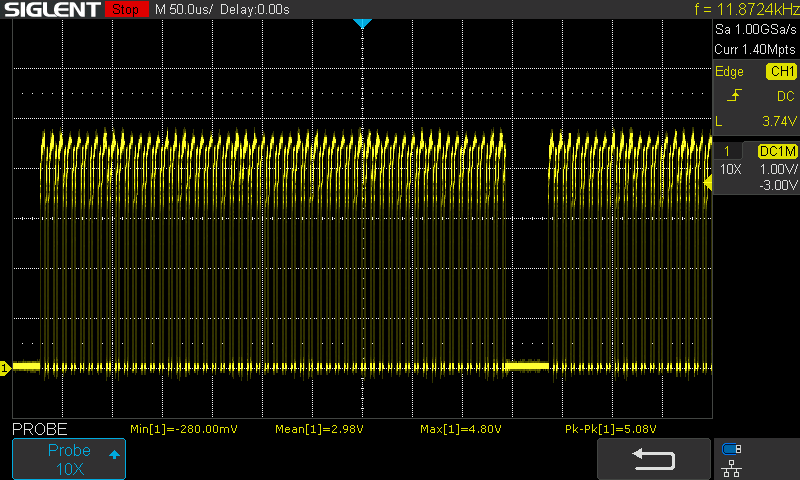 SIGLENT Stop M 50.0us/ Delay:0.00s f = 11.8724kHz
Sa 1.00GSa/s
Curr 1.40Mpts
Edge CH1
DC
L 3.74V
1 DC1M
10X 1.00V/
-3.00V
1
PROBE Min[1]=-280.00mV Mean[1]=2.98V Max[1]=4.80V Pk-Pk[1]=5.08V
Probe
10X